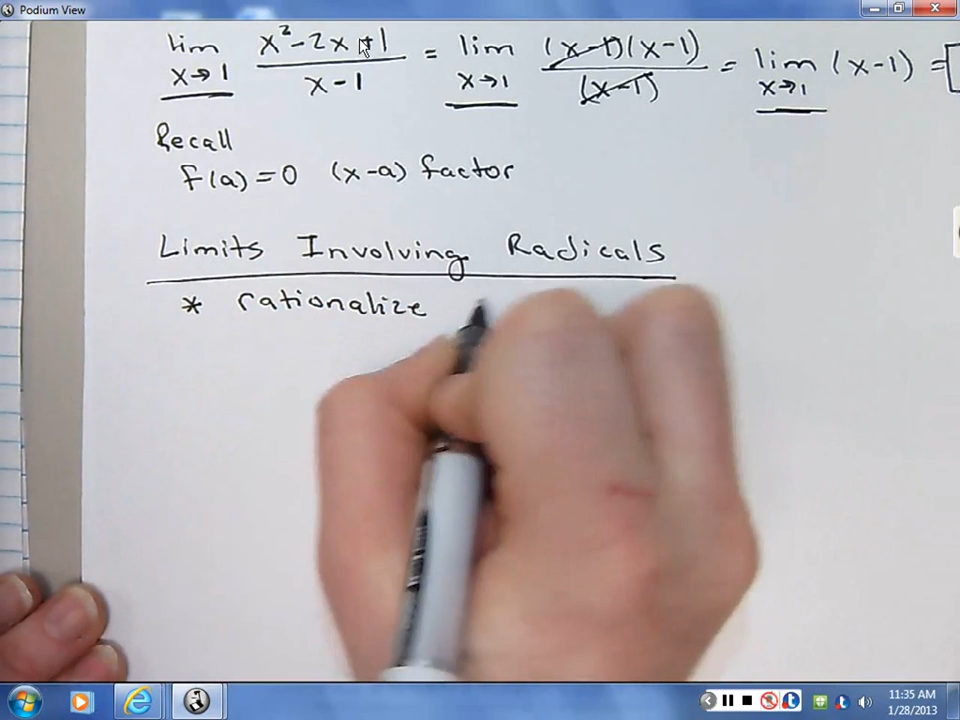 Podium View
lim x→1 x²-2x+1 / x-1 = lim x→1 (x-1)(x-1) / (x-1) = lim x→1 (x-1) =
Recall
f(a)=0 (x-a) factor
Limits Involving Radicals
* rationalize
11:35 AM
1/28/2013